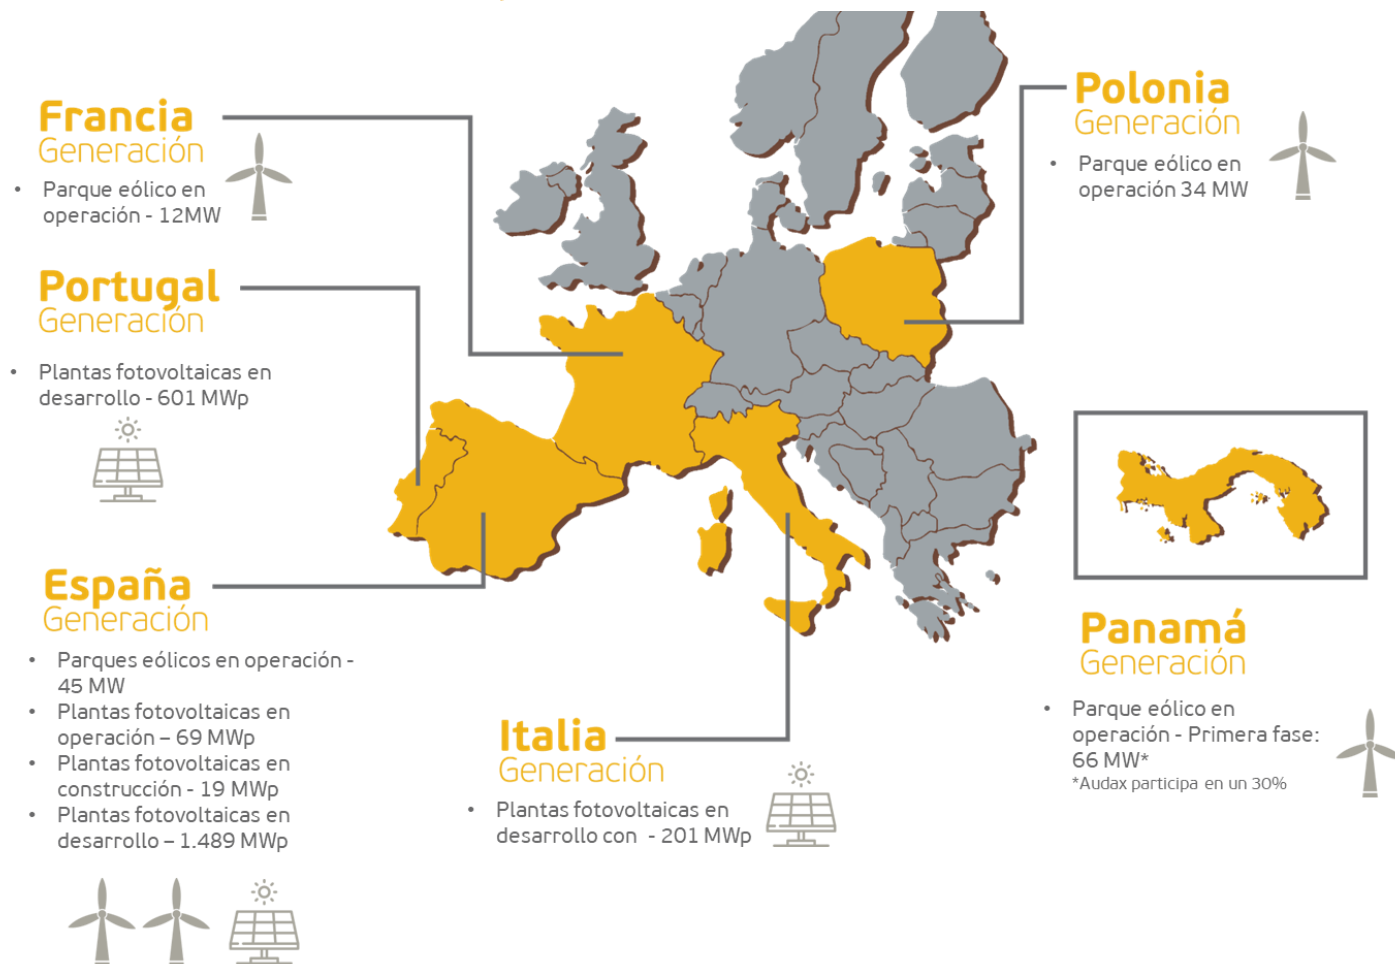 Francia
Generación
• Parque eólico en
operación - 12MW
Portugal
Generación
• Plantas fotovoltaicas en
desarrollo - 601 MWp
España
Generación
• Parques eólicos en operación -
45 MW
• Plantas fotovoltaicas en
operación – 69 MWp
• Plantas fotovoltaicas en
construcción - 19 MWp
• Plantas fotovoltaicas en
desarrollo – 1.489 MWp
Italia
Generación
• Plantas fotovoltaicas en
desarrollo con - 201 MWp
Polonia
Generación
• Parque eólico en
operación 34 MW
Panamá
Generación
• Parque eólico en
operación - Primera fase:
66 MW*
*Audax participa en un 30%